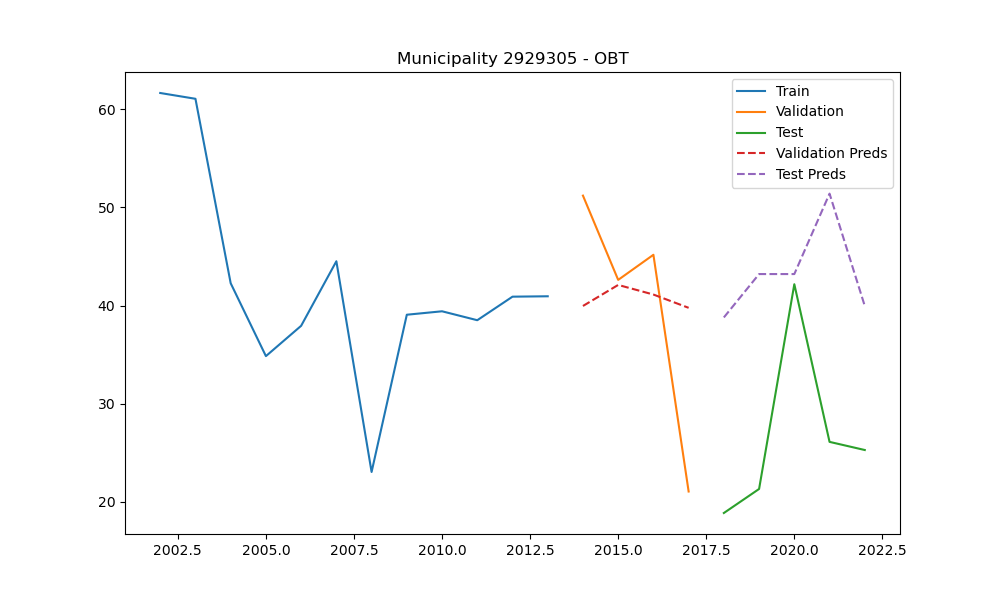 Municipality 2929305 - OBT
Train
Validation
Test
Validation Preds
Test Preds
60
50
40
30
20
2002.5 2005.0 2007.5 2010.0 2012.5 2015.0 2017.5 2020.0 2022.5